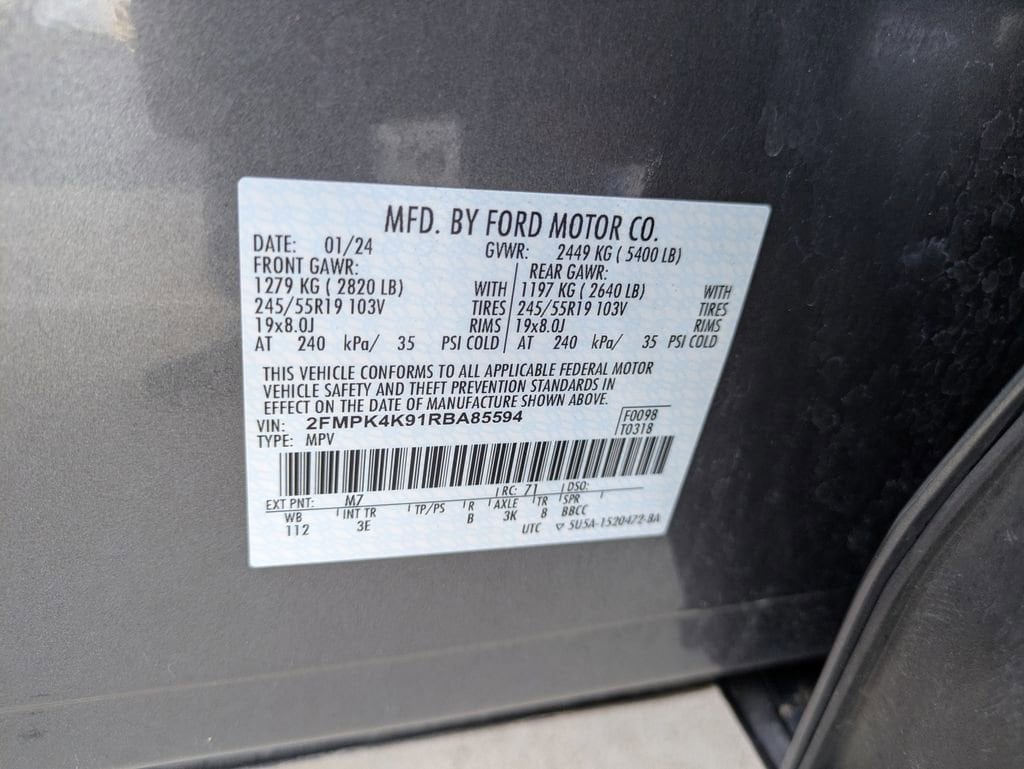 MFD. BY FORD MOTOR CO.
DATE: 01/24 GVWR: 2449 KG ( 5400 LB)
FRONT GAWR: REAR GAWR:
1279 KG ( 2820 LB) WITH 1197 KG ( 2640 LB) WITH
245/55R19 103V TIRES 245/55R19 103V TIRES
19x8.0J RIMS 19x8.0J RIMS
AT 240 kPa/ 35 PSI COLD AT 240 kPa/ 35 PSI COLD
THIS VEHICLE CONFORMS TO ALL APPLICABLE FEDERAL MOTOR
VEHICLE SAFETY AND THEFT PREVENTION STANDARDS IN
EFFECT ON THE DATE OF MANUFACTURE SHOWN ABOVE.
VIN: 2FMPK4K91RBA85594 F0098
TYPE: MPV T0318
EXT PNT: M7 RC: 71 DSO:
WB INT TR TP/PS R AXLE TR SPR
112 3E B 3K 8 BBCC
UTC ▽ 5U5A-1520472-BA